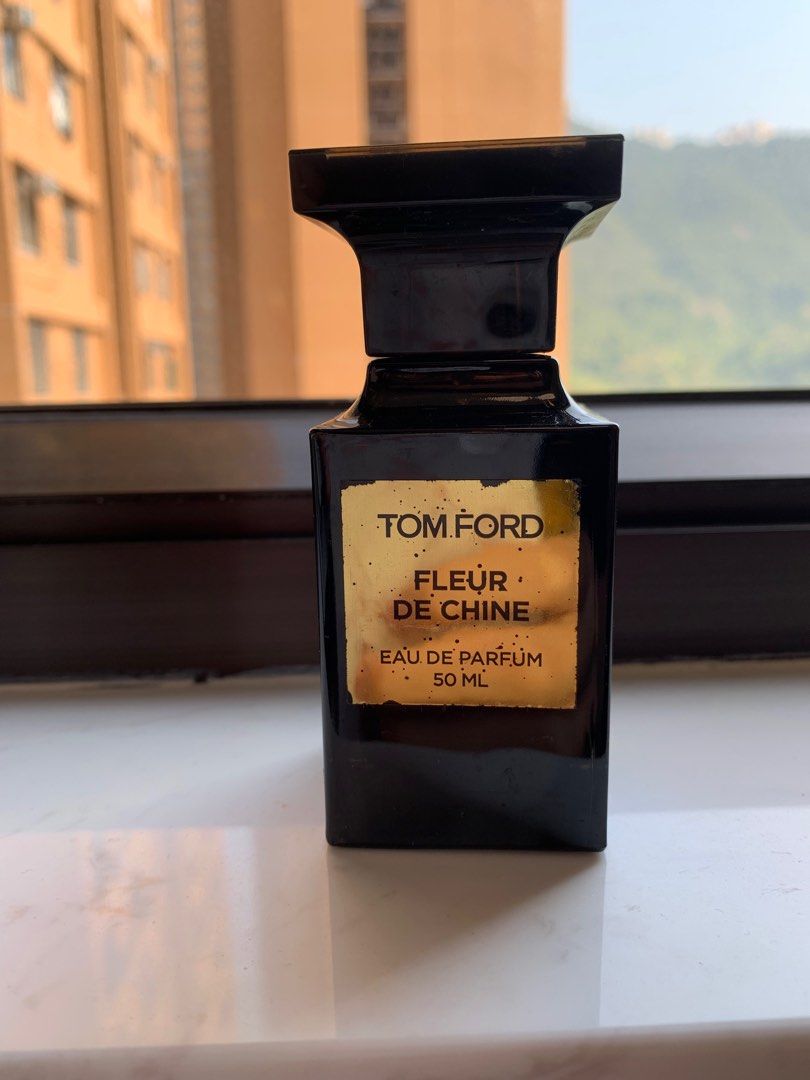 TOM FORD
FLEUR
DE CHINE
EAU DE PARFUM
50 ML